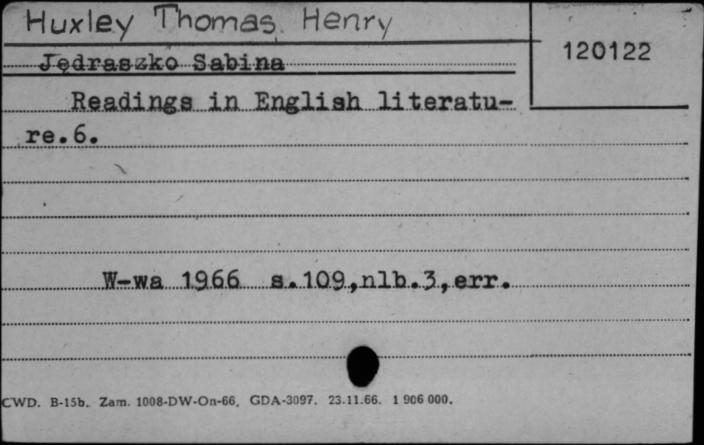 Huxley Thomas Henry
120122
Jędraszko Sabina
Readings in English literatu-
re.6.
W-wa 1966 s.109,nlb.3,err.
CWD. B-15b. Zam. 1008-DW-On-66. GDA-3097. 23.11.66. 1 906 000.